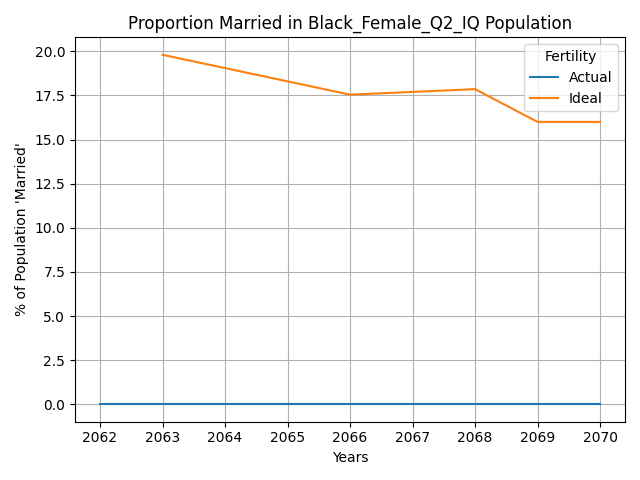 Proportion Married in Black_Female_Q2_IQ Population
Fertility
Actual
Ideal
% of Population 'Married'
20.0
17.5
15.0
12.5
10.0
7.5
5.0
2.5
0.0
2062 2063 2064 2065 2066 2067 2068 2069 2070
Years